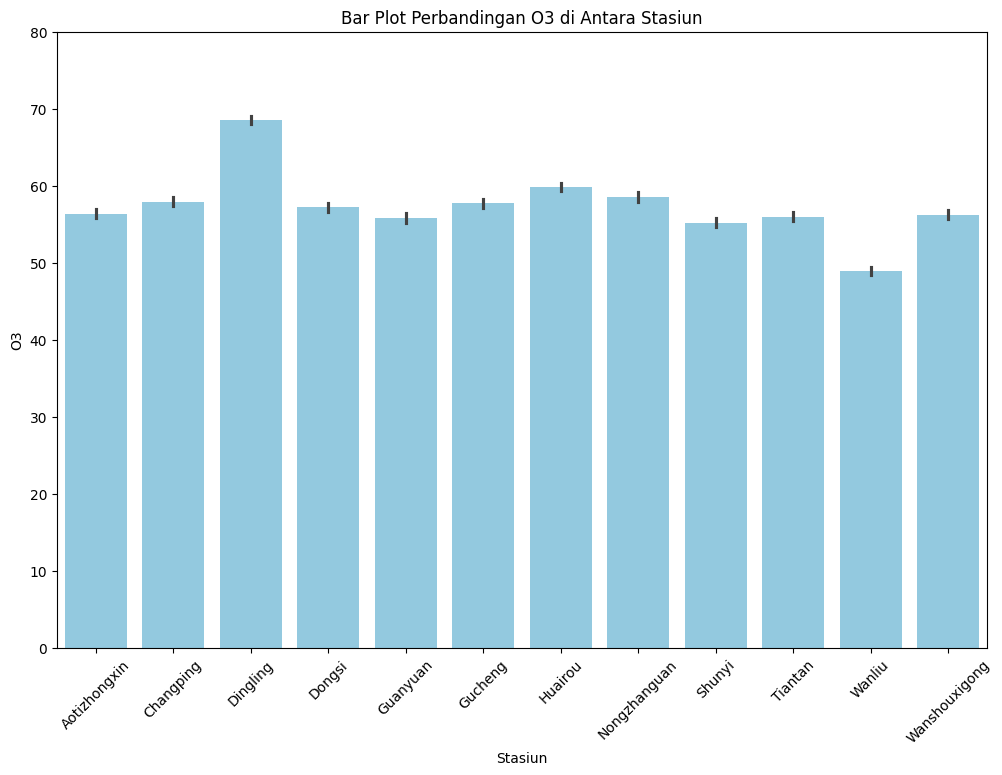 Bar Plot Perbandingan O3 di Antara Stasiun
80
70
60
50
40
30
20
10
0
O3
Aotizhongxin
Changping
Dingling
Dongsi
Guanyuan
Gucheng
Huairou
Nongzhanguan
Shunyi
Tiantan
Wanliu
Wanshouxigong
Stasiun